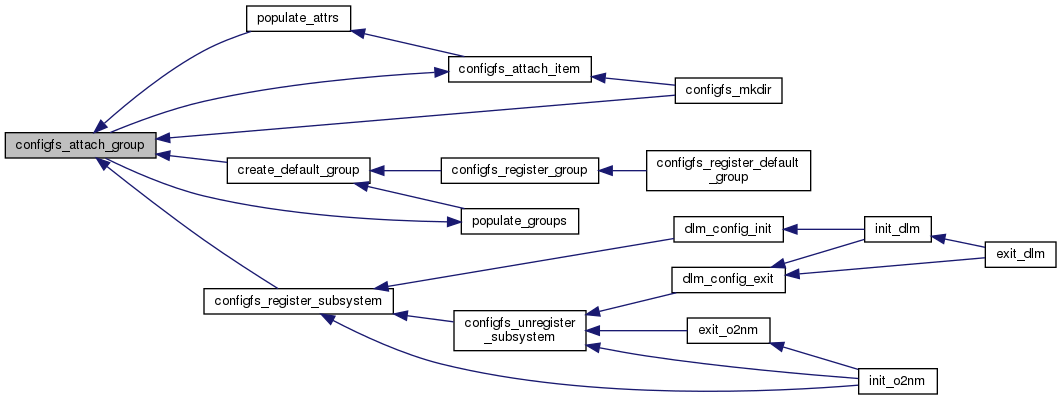 populate_attrs
configfs_attach_item
configfs_mkdir
configfs_attach_group
create_default_group
configfs_register_group
configfs_register_default
_group
populate_groups
dlm_config_init
init_dlm
exit_dlm
dlm_config_exit
configfs_register_subsystem
configfs_unregister
_subsystem
exit_o2nm
init_o2nm